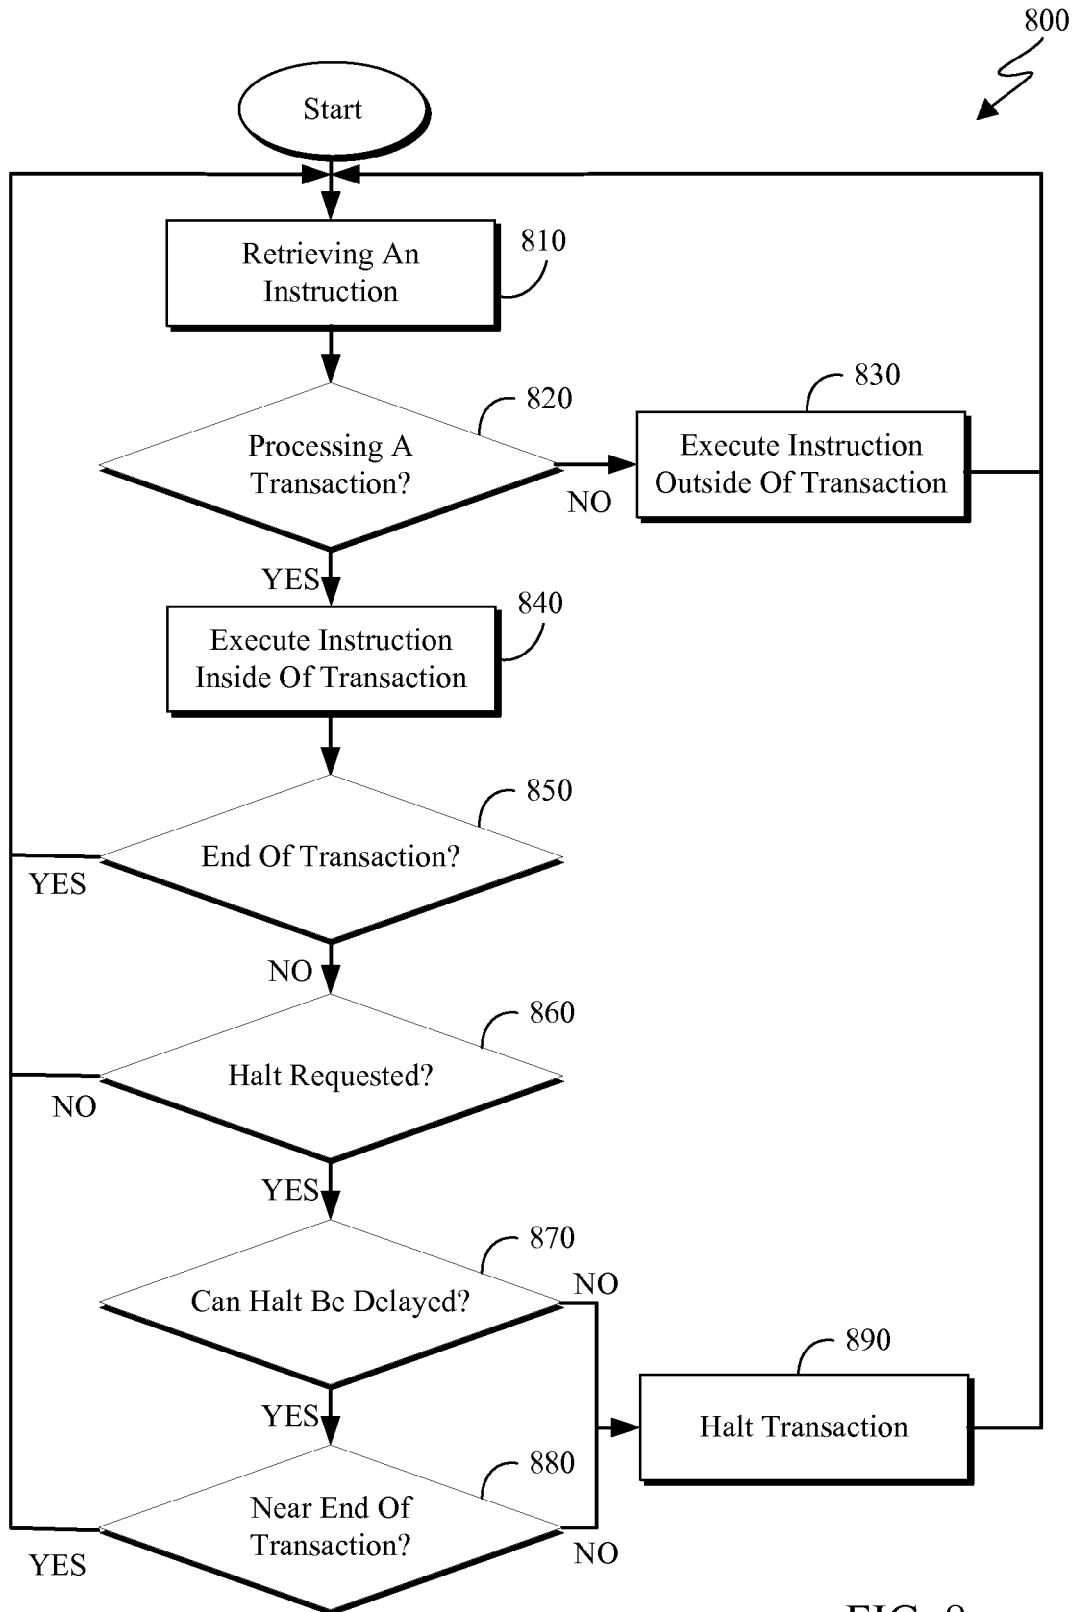 800
Start
Retrieving An
Instruction
810
Processing A
Transaction?
820
NO
830
Execute Instruction
Outside Of Transaction
YES
840
Execute Instruction
Inside Of Transaction
850
End Of Transaction?
YES
NO
860
Halt Requested?
NO
YES
870
Can Halt Be Delayed?
NO
890
Halt Transaction
YES
880
Near End Of
Transaction?
YES
NO
FIG. 8